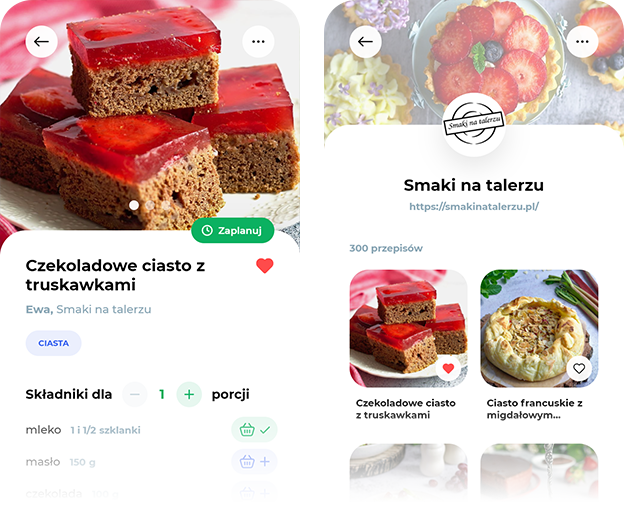 Zaplanuj
Czekoladowe ciasto z
truskawkami
Ewa, Smaki na talerzu
CIASTA
Składniki dla 1 porcji
mleko 1 i 1/2 szklanki
masło 150 g
czekolada
Smaki na talerzu
Smaki na talerzu
https://smakinatalerzu.pl/
300 przepisów
Czekoladowe ciasto
z truskawkami
Ciasto francuskie z
migdałowym...